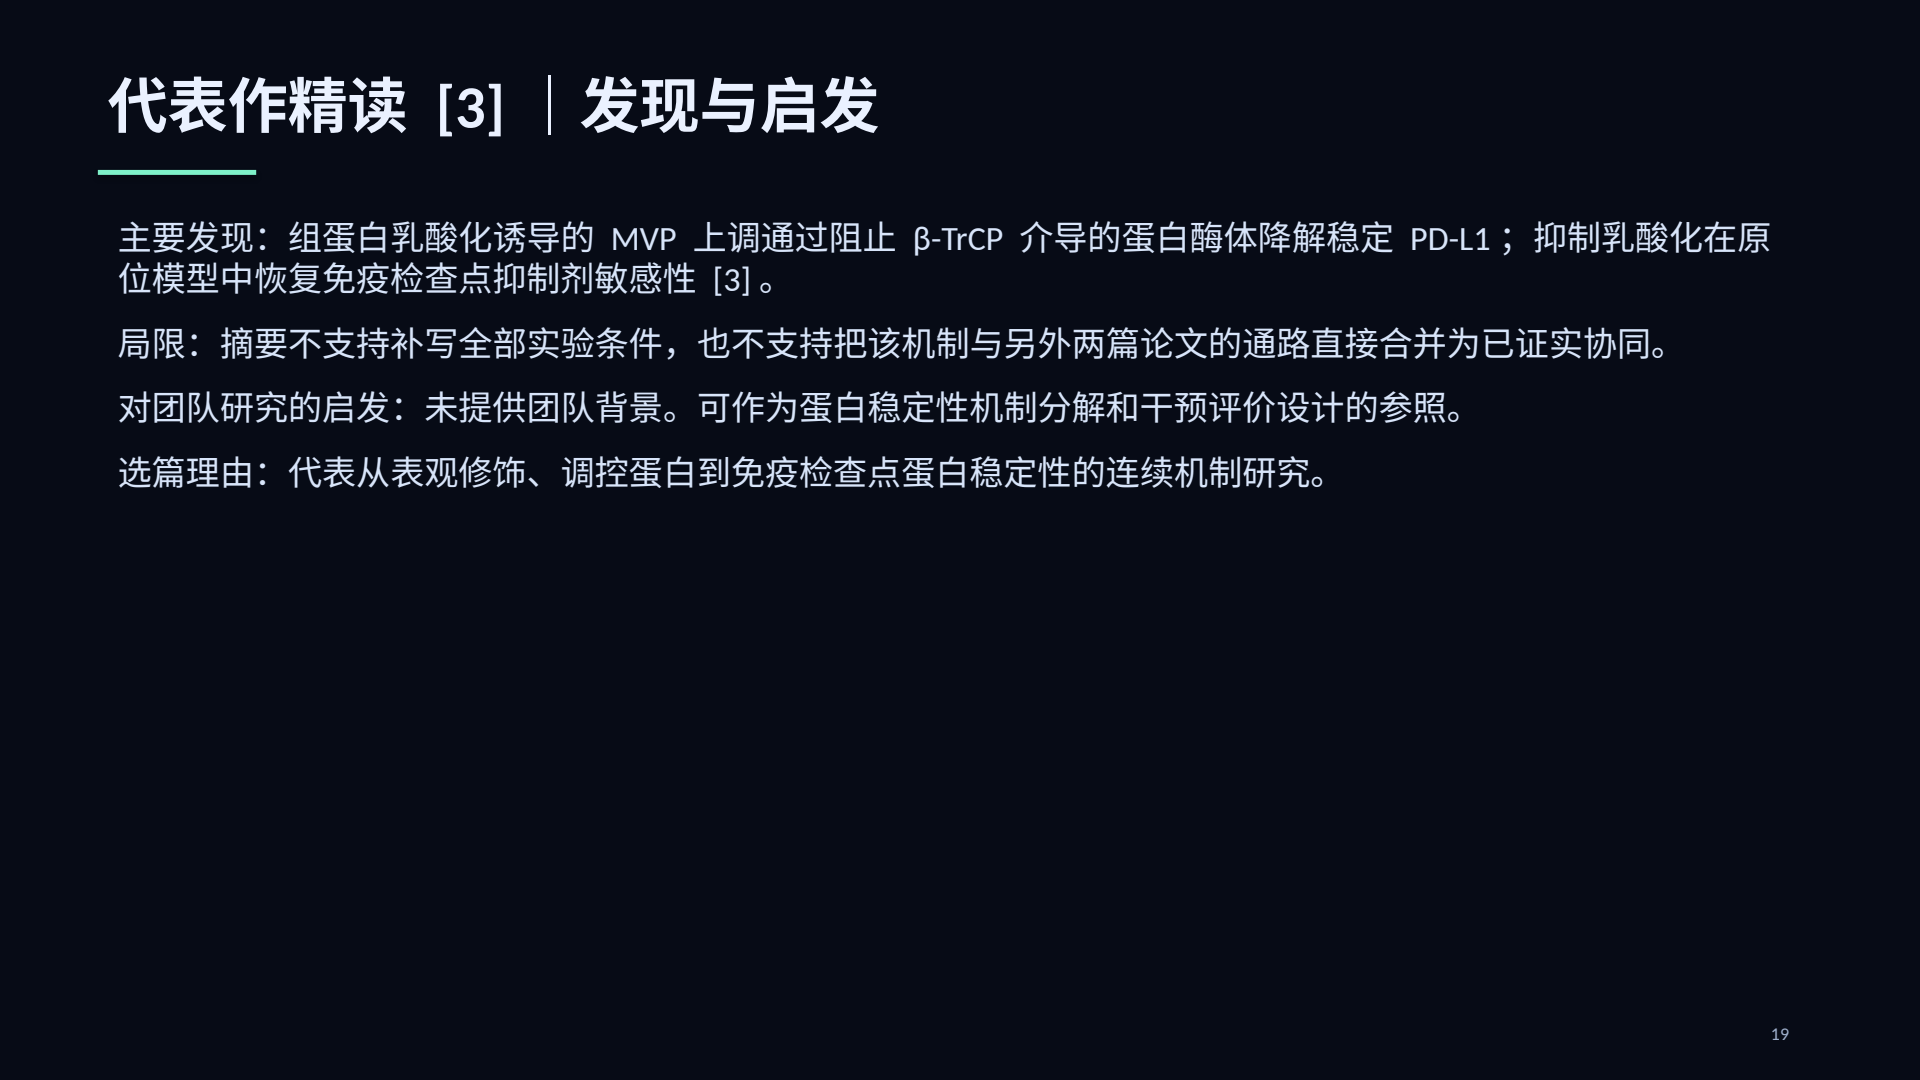 代表作精读 [3]｜发现与启发
主要发现：组蛋白乳酸化诱导的 MVP 上调通过阻止 β-TrCP 介导的蛋白酶体降解稳定 PD-L1；抑制乳酸化在原
位模型中恢复免疫检查点抑制剂敏感性 [3]。
局限：摘要不支持补写全部实验条件，也不支持把该机制与另外两篇论文的通路直接合并为已证实协同。
对团队研究的启发：未提供团队背景。可作为蛋白稳定性机制分解和干预评价设计的参照。
选篇理由：代表从表观修饰、调控蛋白到免疫检查点蛋白稳定性的连续机制研究。
19